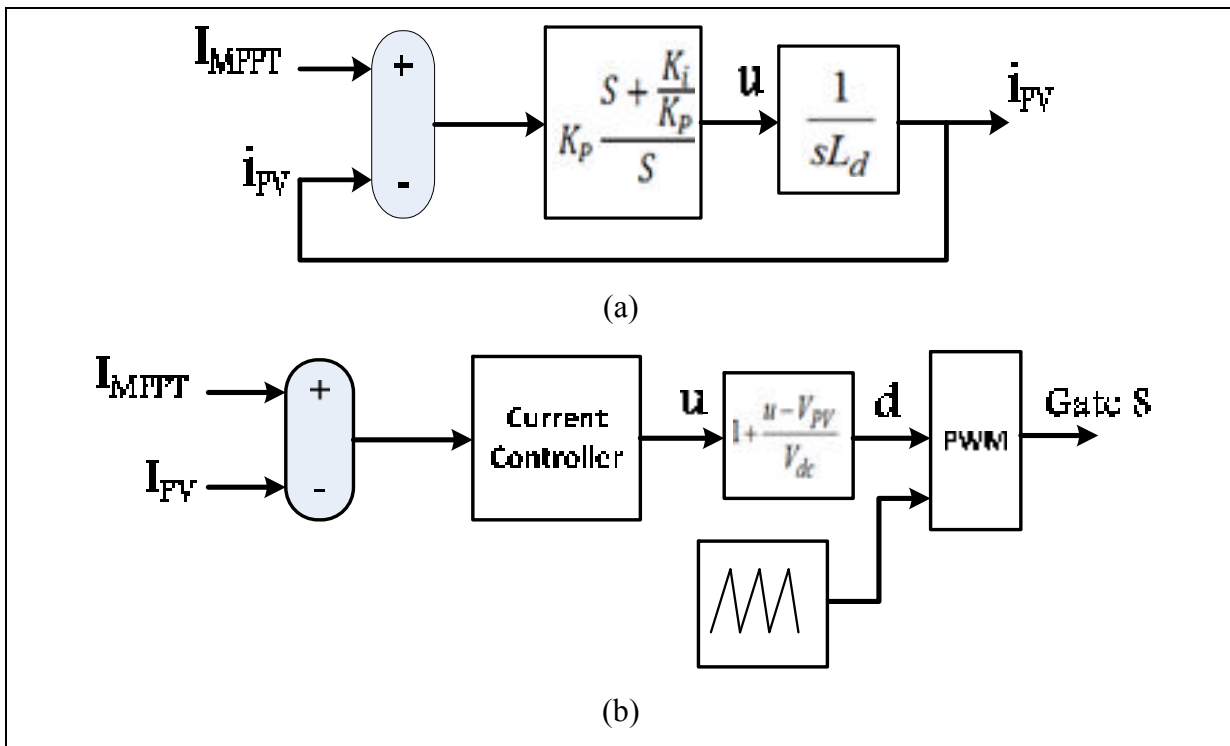 I_MPPT
+
K_P (S + K_i/K_P)/S
u
1/(sL_d)
i_PV
i_PV
-
(a)
I_MPPT
+
Current
Controller
u
1+ (u-V_PV)/V_dc
d
PWM
Gate S
I_PV
-
(b)